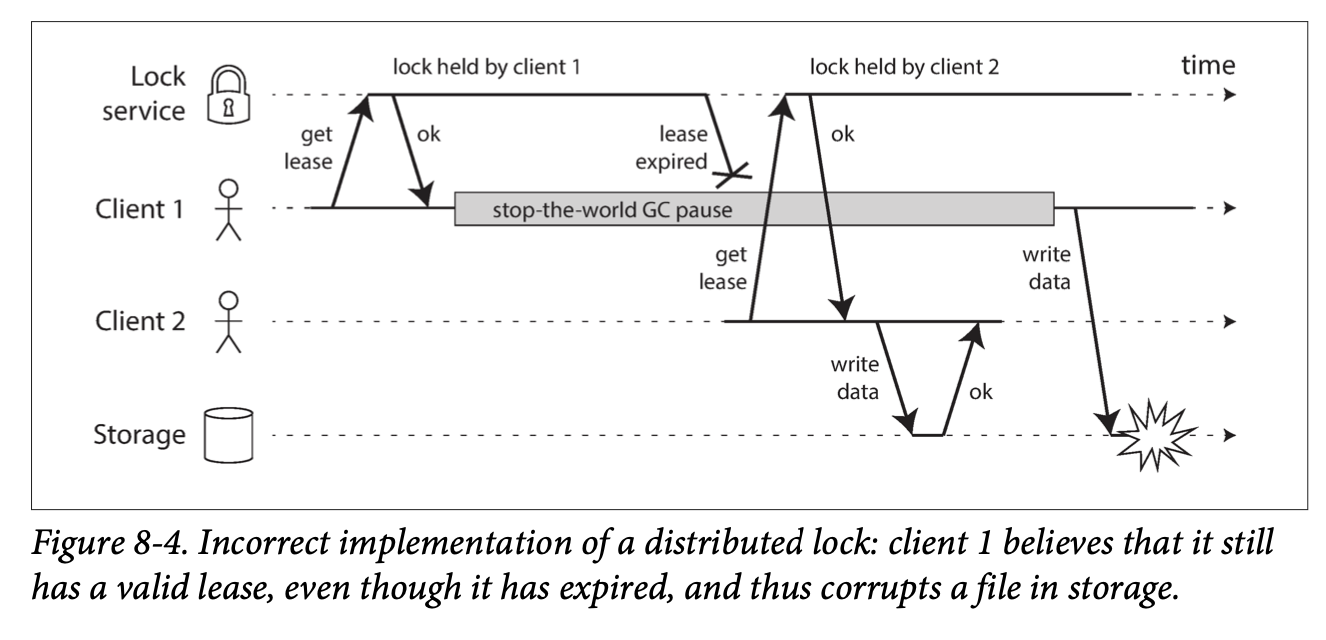 Lock
service
lock held by client 1
lock held by client 2
time
get
lease
ok
lease
expired
ok
Client 1
stop-the-world GC pause
get
lease
write
data
Client 2
write
data
ok
Storage
Figure 8-4. Incorrect implementation of a distributed lock: client 1 believes that it still
has a valid lease, even though it has expired, and thus corrupts a file in storage.